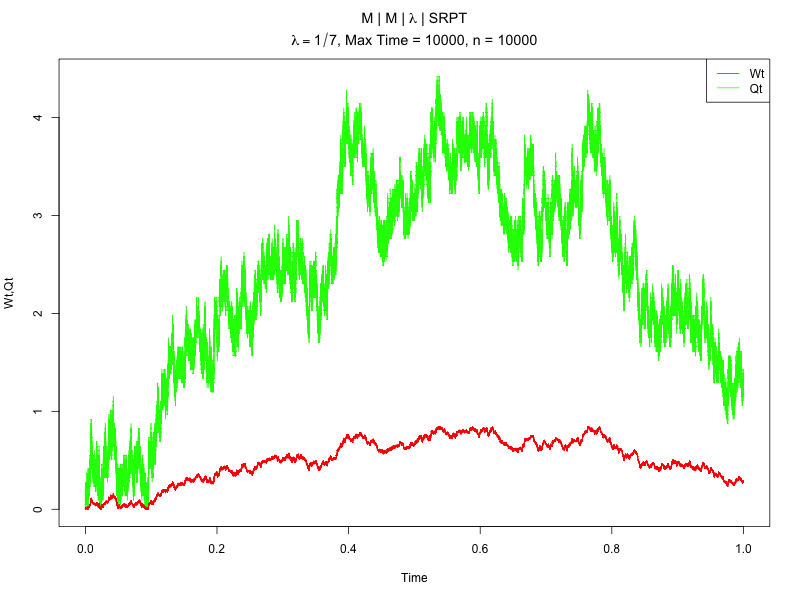 M | M | λ | SRPT
λ = 1/7, Max Time = 10000, n = 10000
Wt
Qt
4
3
2
1
0
Wt,Qt
0.0 0.2 0.4 0.6 0.8 1.0
Time